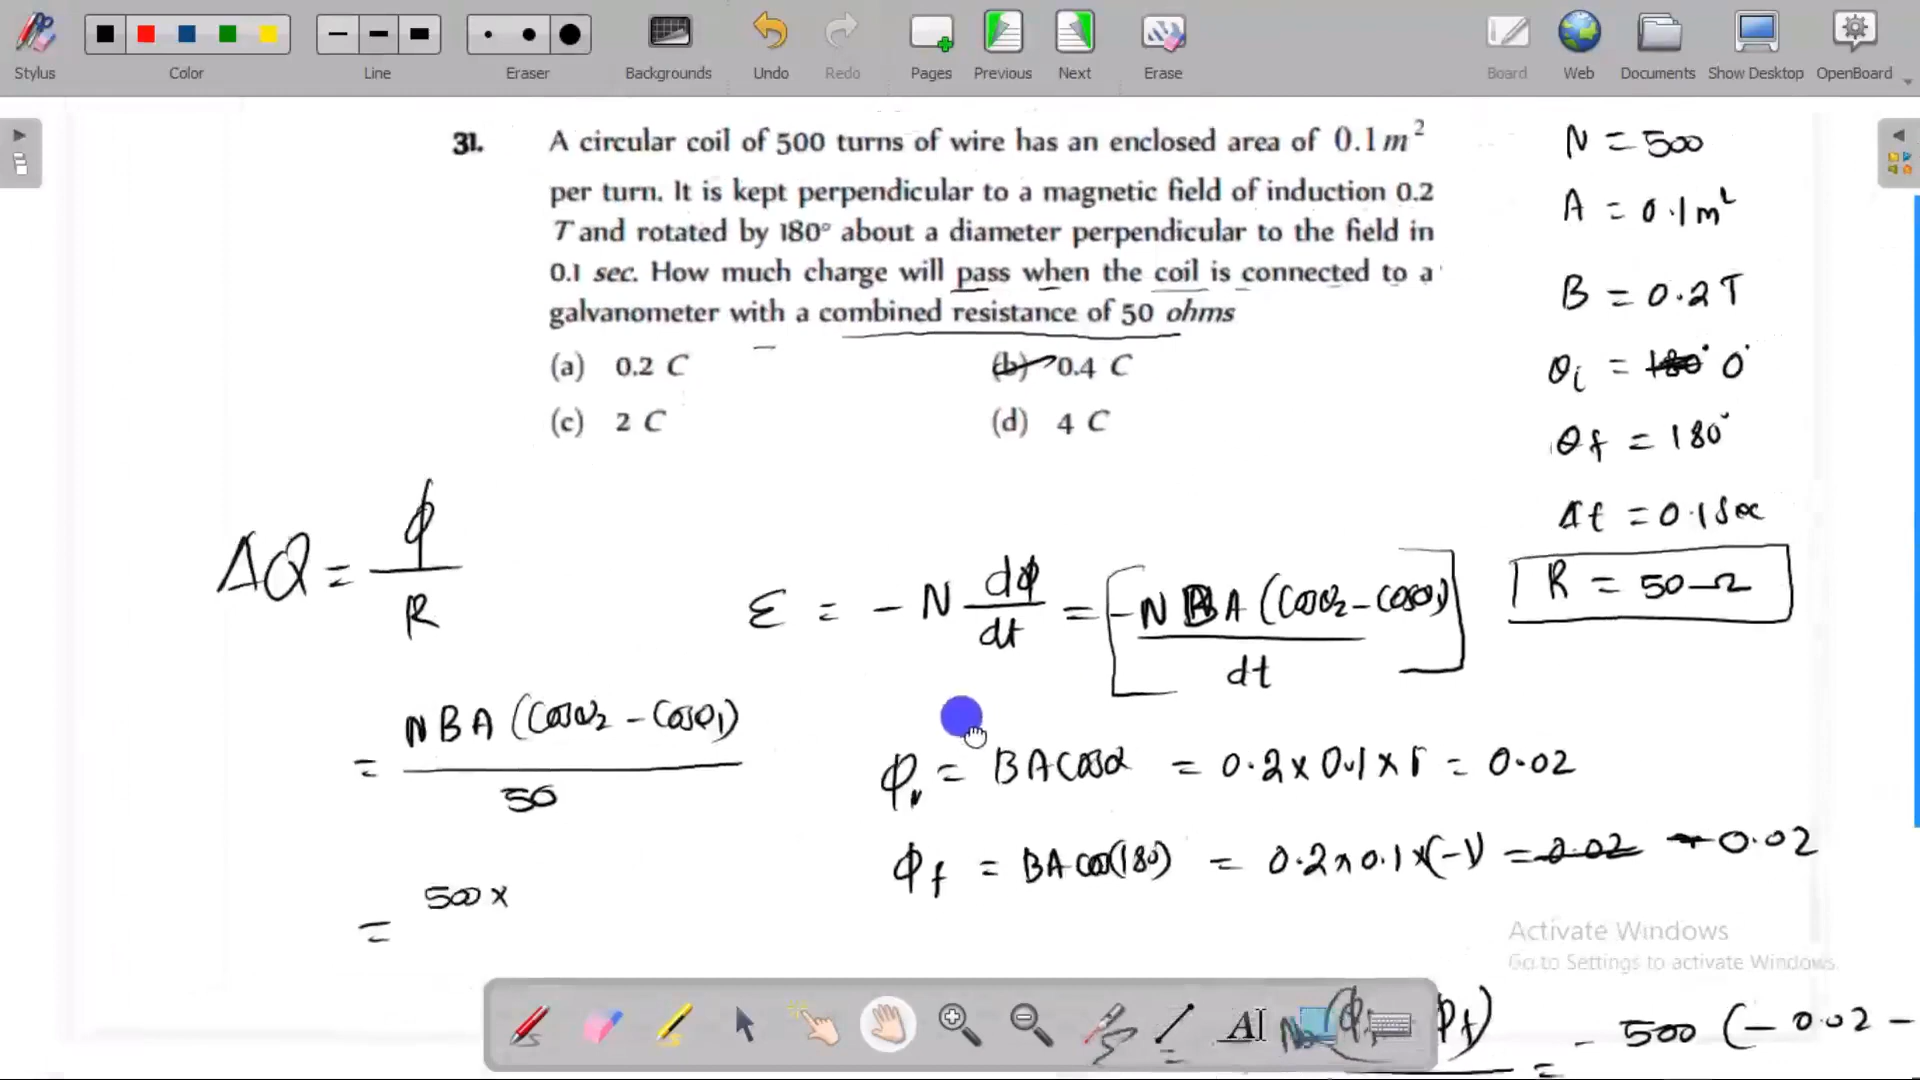 Stylus
Color
Line
Eraser
Backgrounds
Undo
Redo
Pages
Previous
Next
Erase
Board
Web
Documents
Show Desktop
OpenBoard
31. A circular coil of 500 turns of wire has an enclosed area of 0.1 m²
per turn. It is kept perpendicular to a magnetic field of induction 0.2
T and rotated by 180° about a diameter perpendicular to the field in
0.1 sec. How much charge will pass when the coil is connected to a
galvanometer with a combined resistance of 50 ohms
(a) 0.2 C (b) 0.4 C
(c) 2 C (d) 4 C
N = 500
A = 0.1 m²
B = 0.2 T
θi = 180° 0°
θf = 180°
Δt = 0.1 Sec
R = 50 Ω
ΔQ = ϕ / R
= NBA (Cosθ₂ - Cosθ₁) / 50
= 500 ×
ε = - N dϕ/dt = -NBA (Cosθ₂ - Cosθ₁) / dt
= BA Cosα = 0.2 × 0.1 × 1 = 0.02
ϕf = BA Cos(180) = 0.2 × 0.1 × (-1) = 0.02 - 0.02
Activate Windows
Go to Settings to activate Windows.
= - 500 (- 0.02 -